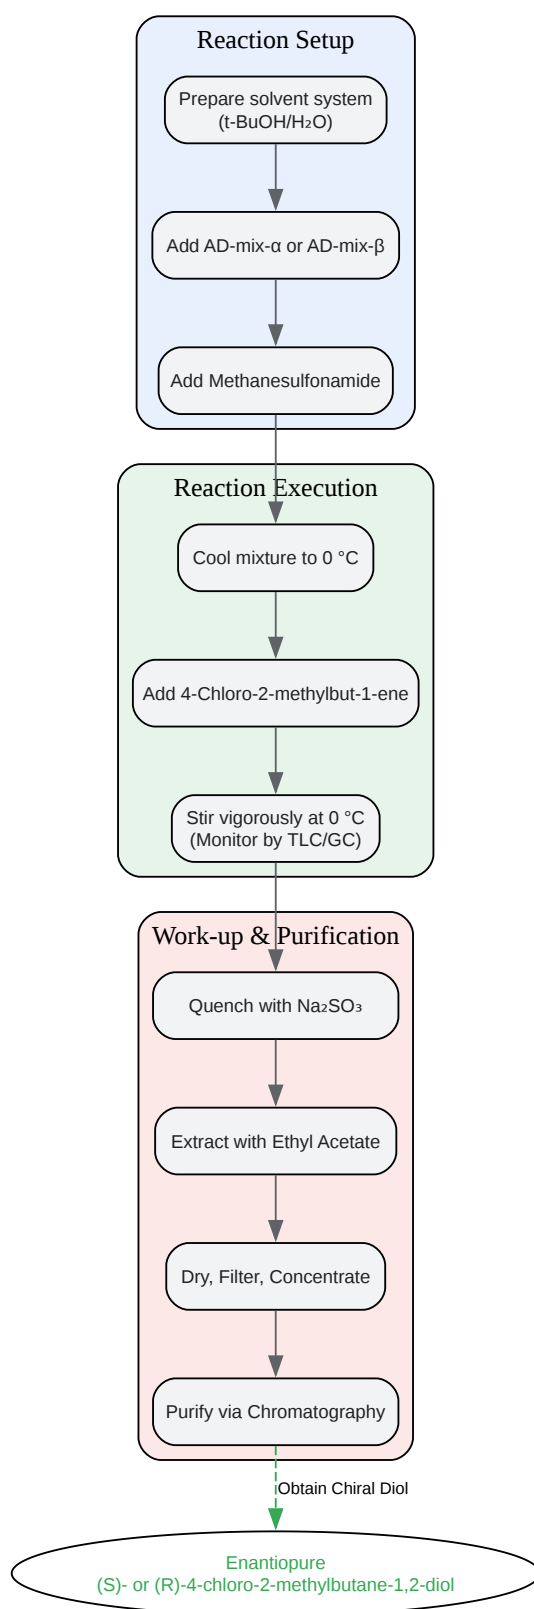 Reaction Setup
Prepare solvent system
(t-BuOH/H₂O)
Add AD-mix-α or AD-mix-β
Add Methanesulfonamide
Reaction Execution
Cool mixture to 0 °C
Add 4-Chloro-2-methylbut-1-ene
Stir vigorously at 0 °C
(Monitor by TLC/GC)
Work-up & Purification
Quench with Na₂SO₃
Extract with Ethyl Acetate
Dry, Filter, Concentrate
Purify via Chromatography
Obtain Chiral Diol
Enantiopure
(S)- or (R)-4-chloro-2-methylbutane-1,2-diol